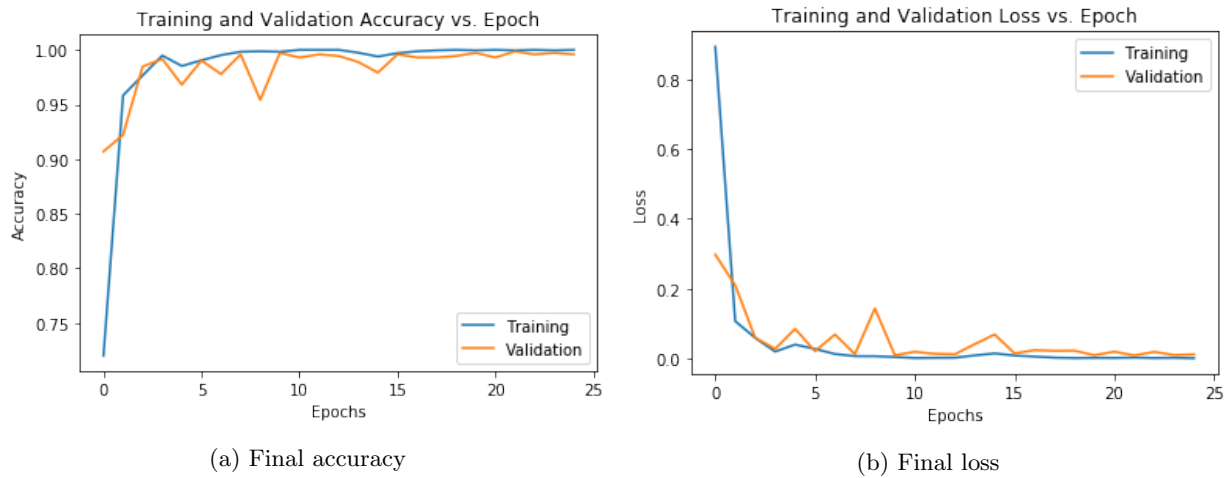 Training and Validation Accuracy vs. Epoch
1.00
0.95
0.90
0.85
0.80
0.75
Accuracy
Training
Validation
0
5
10
15
20
25
Epochs
(a) Final accuracy
Training and Validation Loss vs. Epoch
Training
Validation
0.8
0.6
0.4
0.2
0.0
Loss
0
5
10
15
20
25
Epochs
(b) Final loss